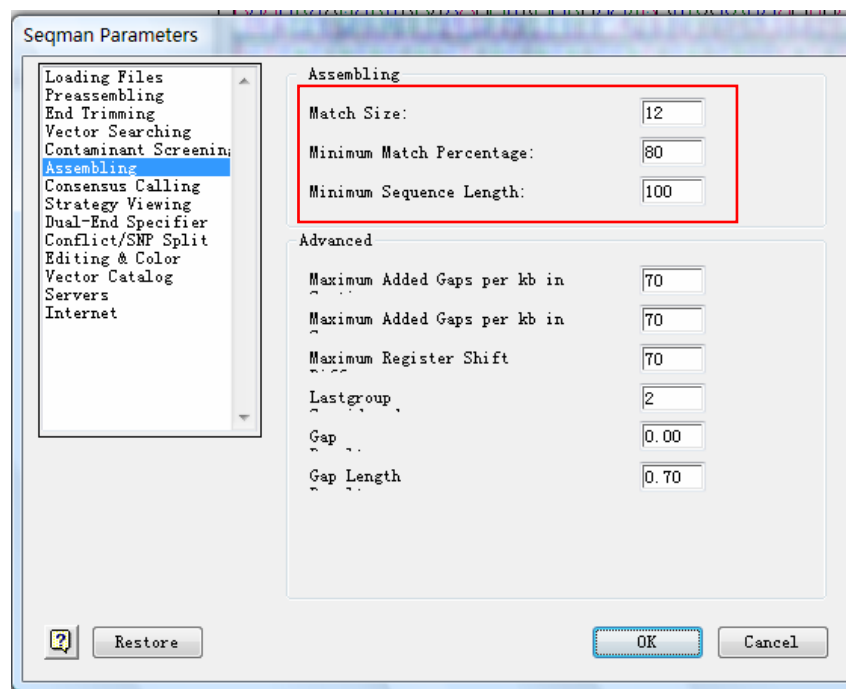 Seqman Parameters
Loading Files
Preassembling
End Trimming
Vector Searching
Contaminant Screenin
Assembling
Consensus Calling
Strategy Viewing
Dual-End Specifier
Conflict/SNP Split
Editing & Color
Vector Catalog
Servers
Internet
Assembling
Match Size: 12
Minimum Match Percentage: 80
Minimum Sequence Length: 100
Advanced
Maximum Added Gaps per kb in 70
Maximum Added Gaps per kb in 70
Maximum Register Shift 70
Lastgroup 2
Gap 0.00
Gap Length 0.70
? Restore OK Cancel